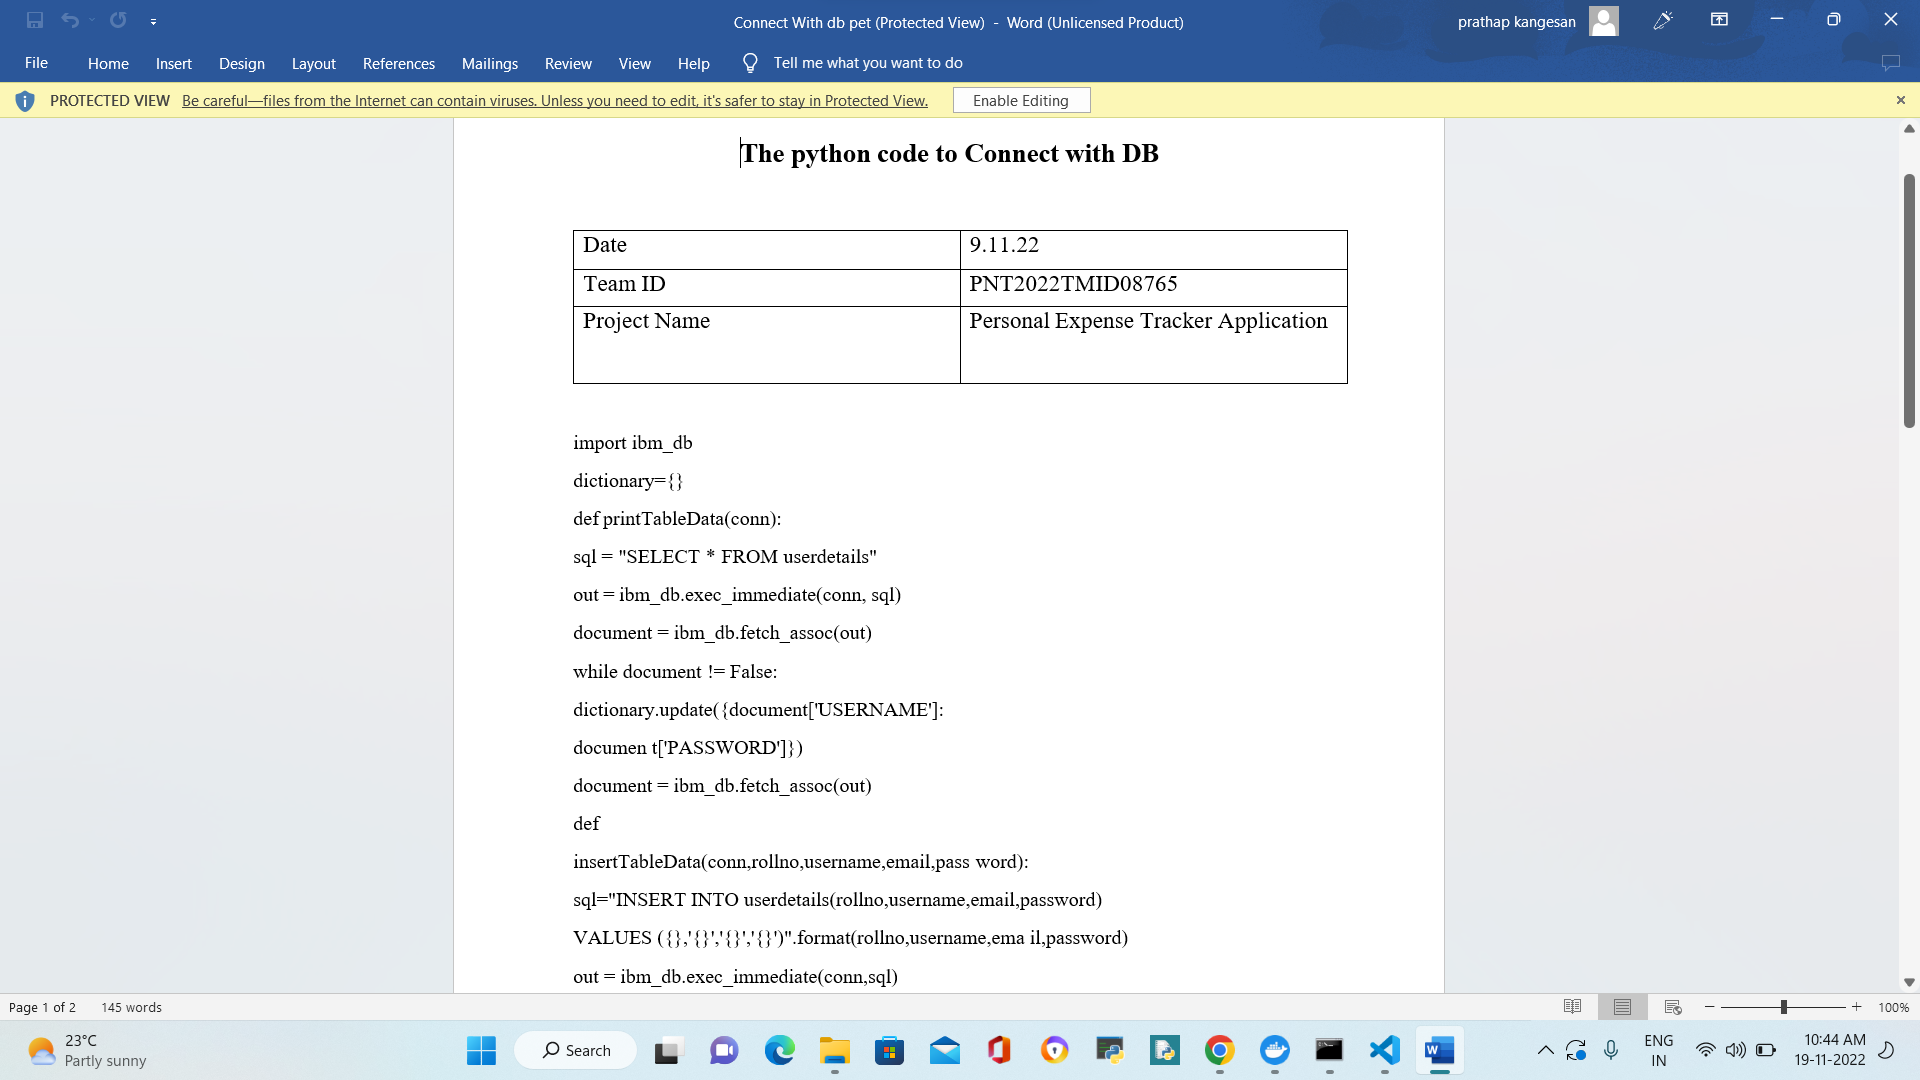 Connect With db pet (Protected View) - Word (Unlicensed Product)
prathap kangesan
File Home Insert Design Layout References Mailings Review View Help Tell me what you want to do
PROTECTED VIEW Be careful—files from the Internet can contain viruses. Unless you need to edit, it's safer to stay in Protected View. Enable Editing
The python code to Connect with DB
Date 9.11.22
Team ID PNT2022TMID08765
Project Name Personal Expense Tracker Application
import ibm_db
dictionary={}
def printTableData(conn):
sql = "SELECT * FROM userdetails"
out = ibm_db.exec_immediate(conn, sql)
document = ibm_db.fetch_assoc(out)
while document != False:
dictionary.update({document['USERNAME']:
documen t['PASSWORD']})
document = ibm_db.fetch_assoc(out)
def
insertTableData(conn,rollno,username,email,pass word):
sql="INSERT INTO userdetails(rollno,username,email,password)
VALUES ({},'{}','{}','{}')".format(rollno,username,ema il,password)
out = ibm_db.exec_immediate(conn,sql)
Page 1 of 2 145 words 100%
23°C
Partly sunny
Search
ENG
IN
10:44 AM
19-11-2022